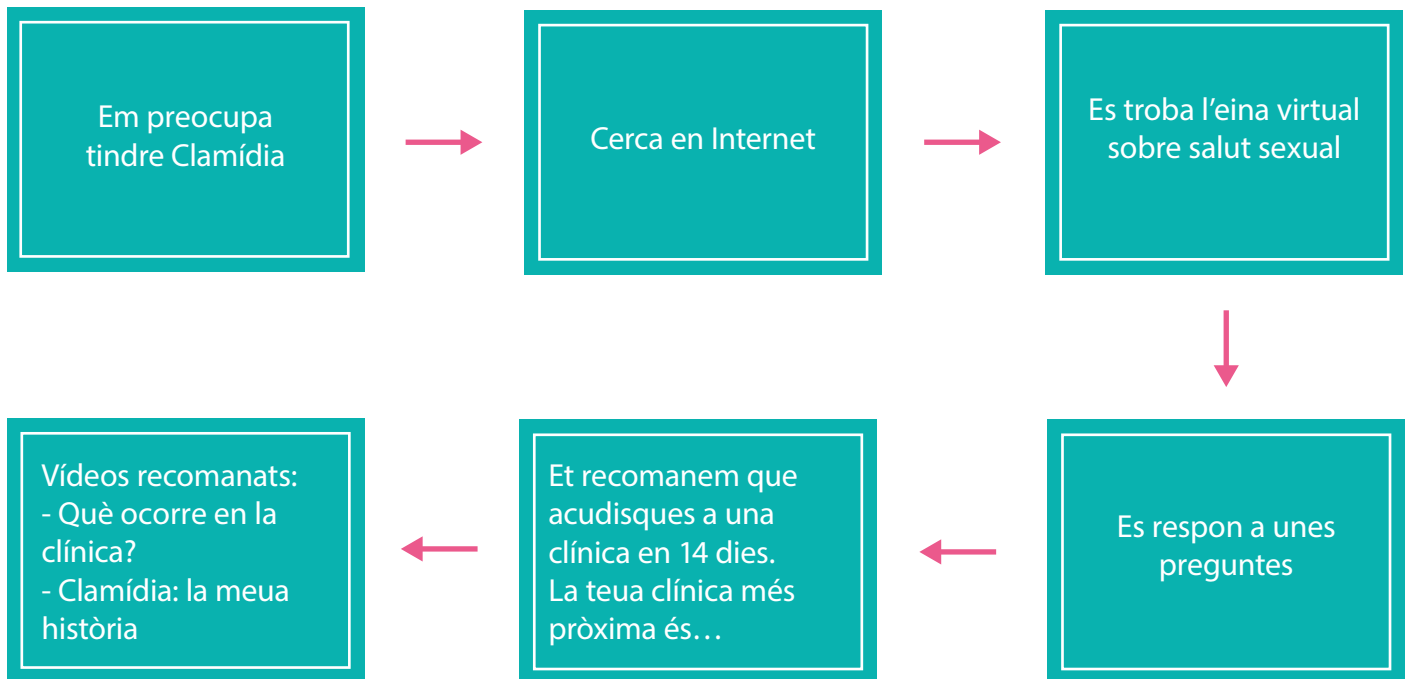 Em preocupa
tindre Clamídia
Cerca en Internet
Es troba l’eina virtual
sobre salut sexual
Es respon a unes
preguntes
Et recomanem que
acudisques a una
clínica en 14 dies.
La teua clínica més
pròxima és…
Vídeos recomanats:
- Què ocorre en la
clínica?
- Clamídia: la meua
història